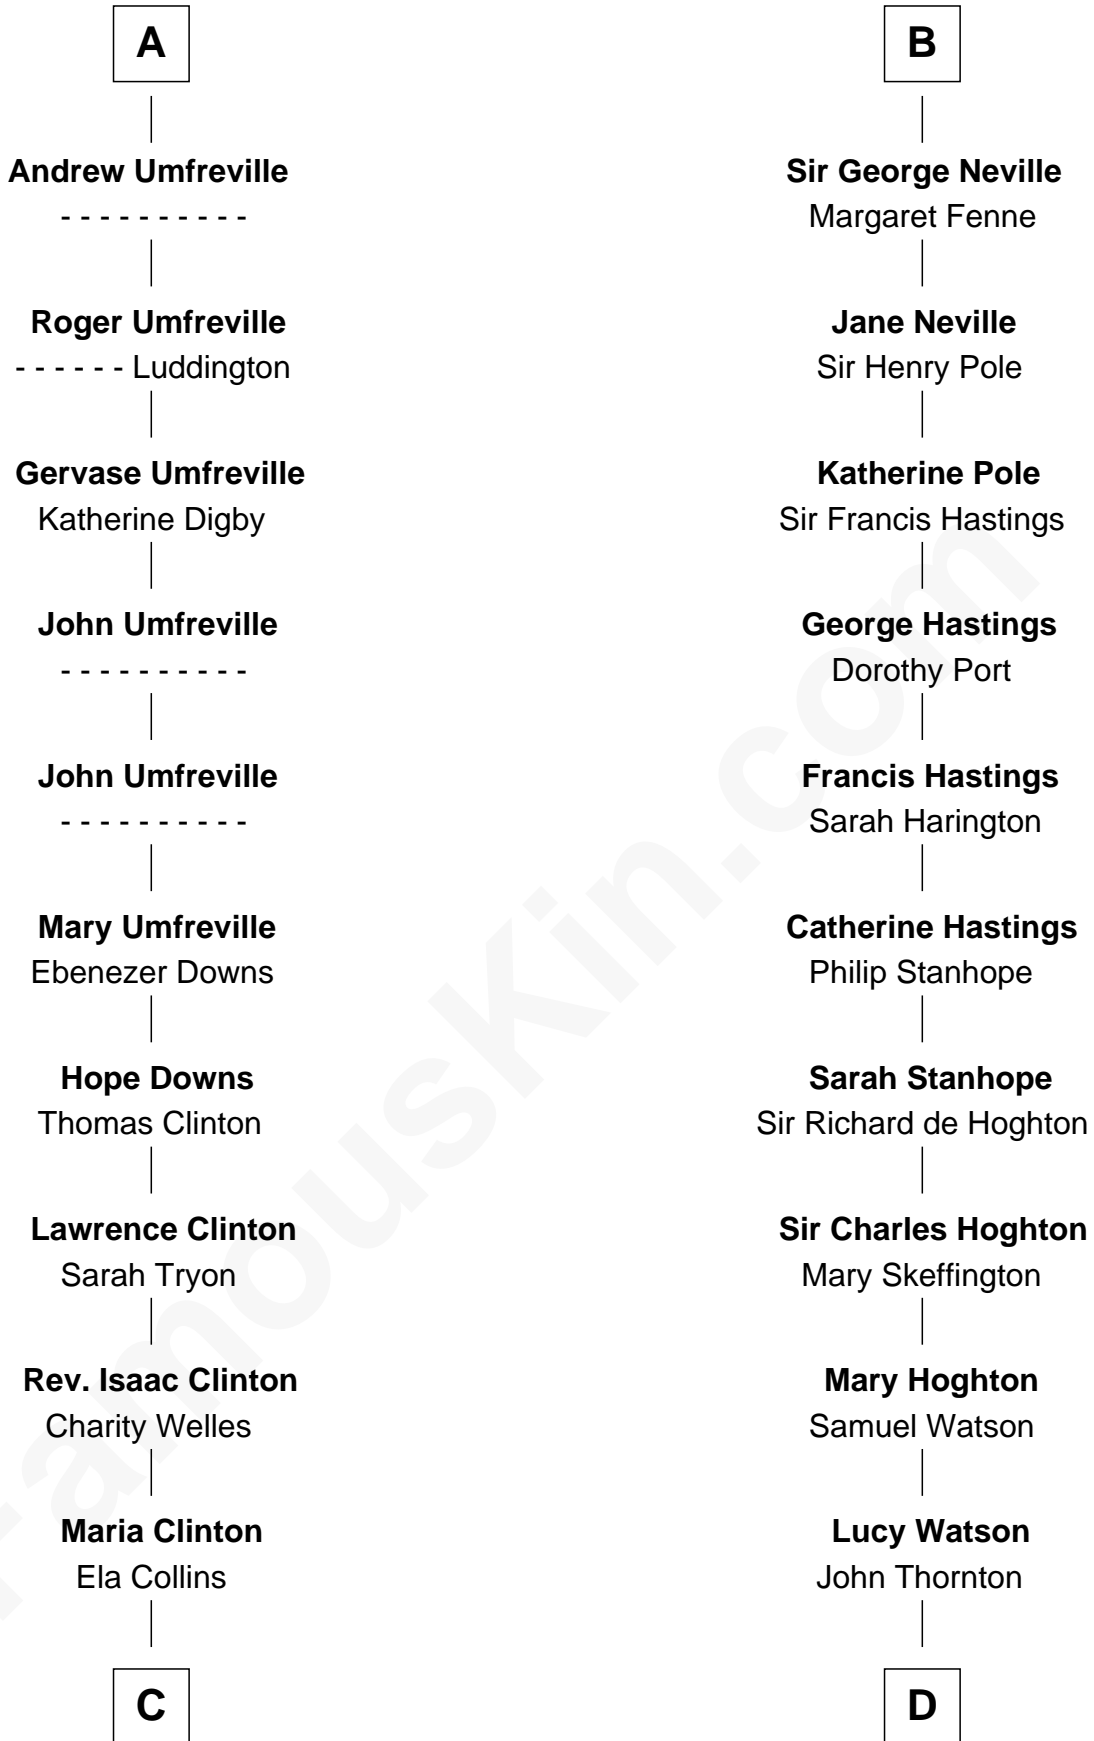 A
Andrew Umfreville
- - - - - - - - - -
Roger Umfreville
- - - - - - Luddington
Gervase Umfreville
Katherine Digby
John Umfreville
- - - - - - - - - -
John Umfreville
- - - - - - - - - -
Mary Umfreville
Ebenezer Downs
Hope Downs
Thomas Clinton
Lawrence Clinton
Sarah Tryon
Rev. Isaac Clinton
Charity Welles
Maria Clinton
Ela Collins
C
B
Sir George Neville
Margaret Fenne
Jane Neville
Sir Henry Pole
Katherine Pole
Sir Francis Hastings
George Hastings
Dorothy Port
Francis Hastings
Sarah Harington
Catherine Hastings
Philip Stanhope
Sarah Stanhope
Sir Richard de Hoghton
Sir Charles Hoghton
Mary Skeffington
Mary Hoghton
Samuel Watson
Lucy Watson
John Thornton
D
FamousKin.com